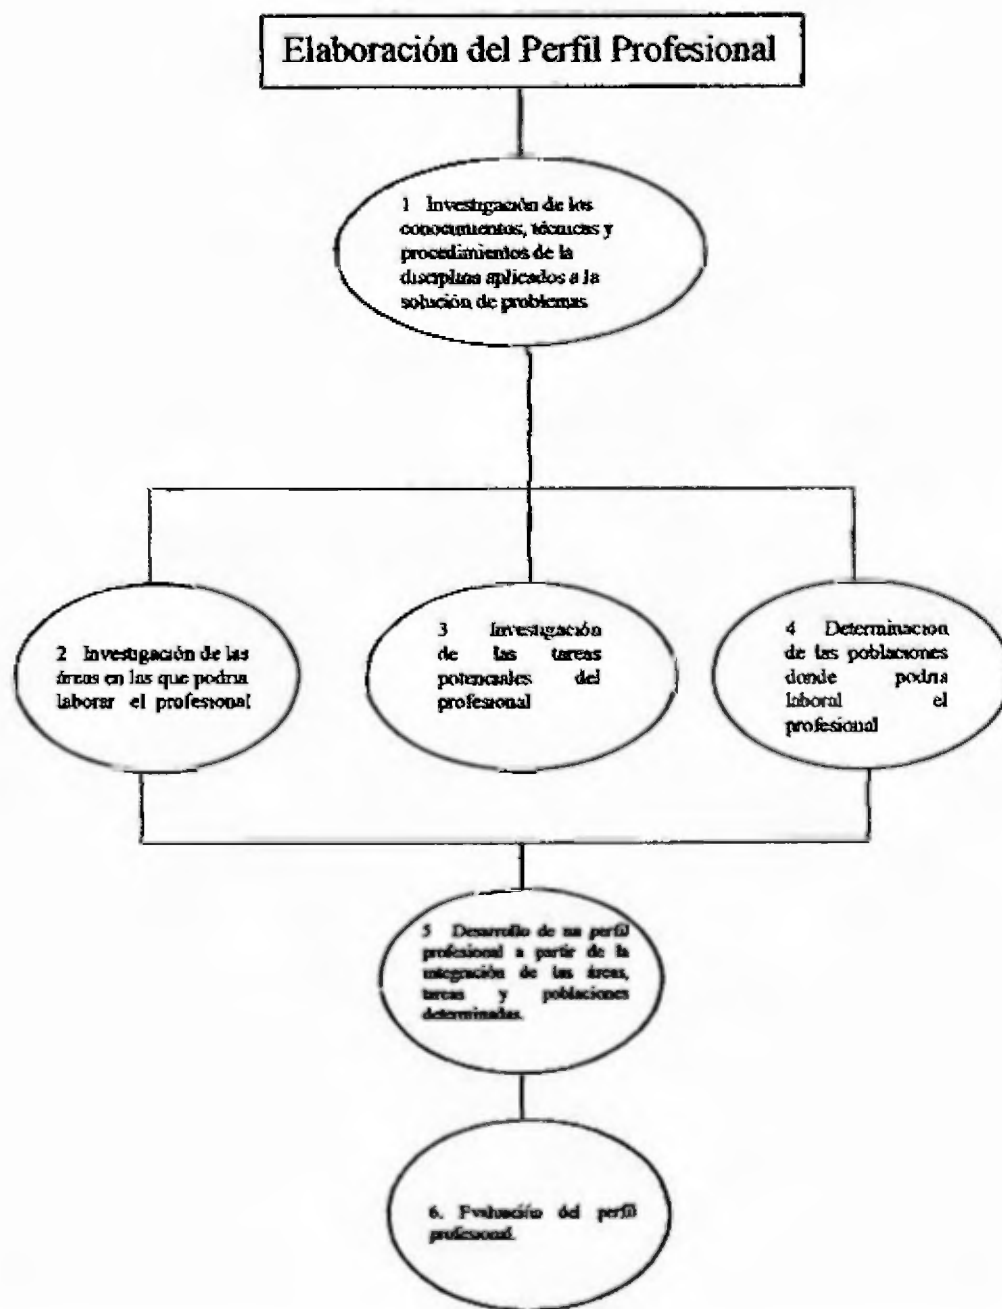 Elaboración del Perfil Profesional
1 Investigación de los
conocimientos, técnicas y
procedimientos de la
disciplina aplicados a la
solución de problemas
2 Investigación de las
áreas en las que podria
laborar el profesional
3 Investigación
de las tareas
potenciales del
profesional
4 Determinacion
de las poblaciones
donde podria
laboral el
profesional
5 Desarrollo de un perfil
profesional a partir de la
integración de las áreas,
tareas y poblaciones
determinadas.
6. Evaluación del perfil
profesional.